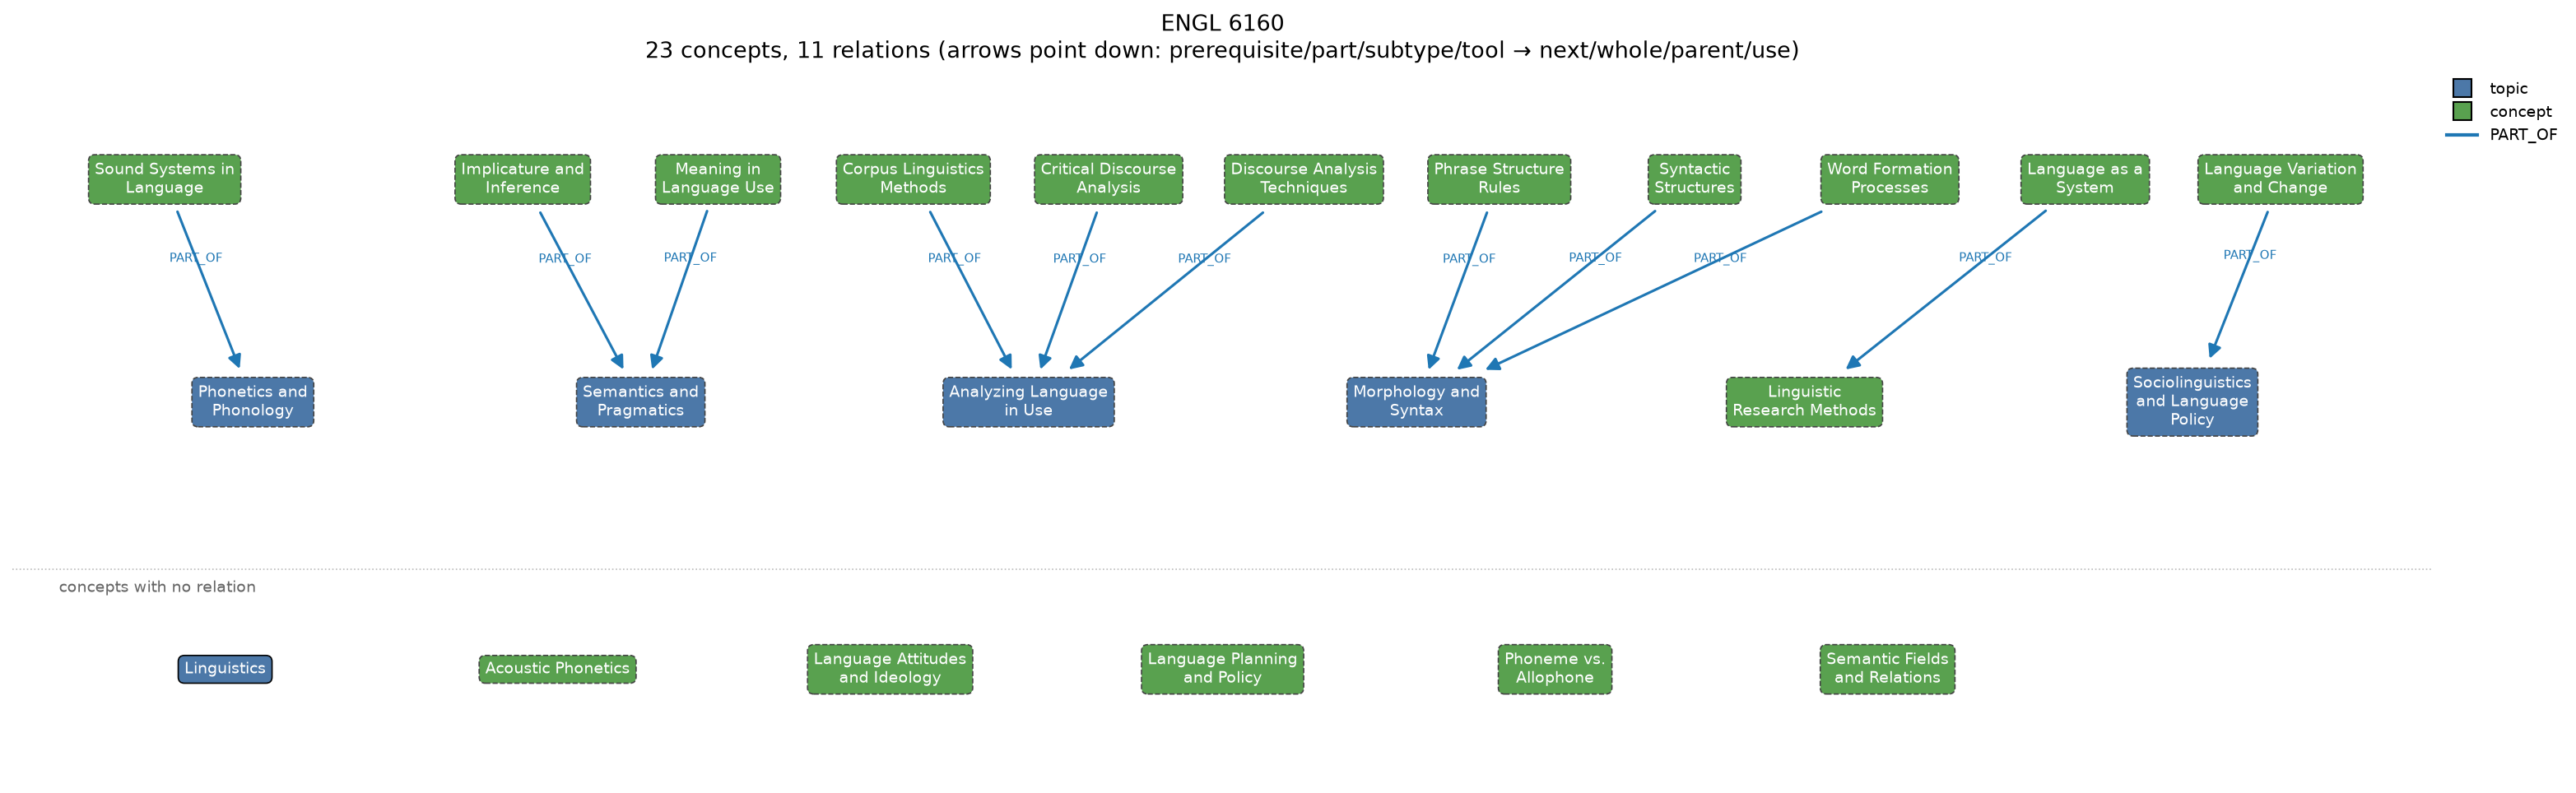 ENGL 6160
23 concepts, 11 relations (arrows point down: prerequisite/part/subtype/tool → next/whole/parent/use)
topic
concept
PART_OF
Sound Systems in
Language
Implicature and
Inference
Meaning in
Language Use
Corpus Linguistics
Methods
Critical Discourse
Analysis
Discourse Analysis
Techniques
Phrase Structure
Rules
Syntactic
Structures
Word Formation
Processes
Language as a
System
Language Variation
and Change
PART_OF
PART_OF
PART_OF
PART_OF
PART_OF
PART_OF
PART_OF
PART_OF
PART_OF
PART_OF
PART_OF
Phonetics and
Phonology
Semantics and
Pragmatics
Analyzing Language
in Use
Morphology and
Syntax
Linguistic
Research Methods
Sociolinguistics
and Language
Policy
concepts with no relation
Linguistics
Acoustic Phonetics
Language Attitudes
and Ideology
Language Planning
and Policy
Phoneme vs.
Allophone
Semantic Fields
and Relations